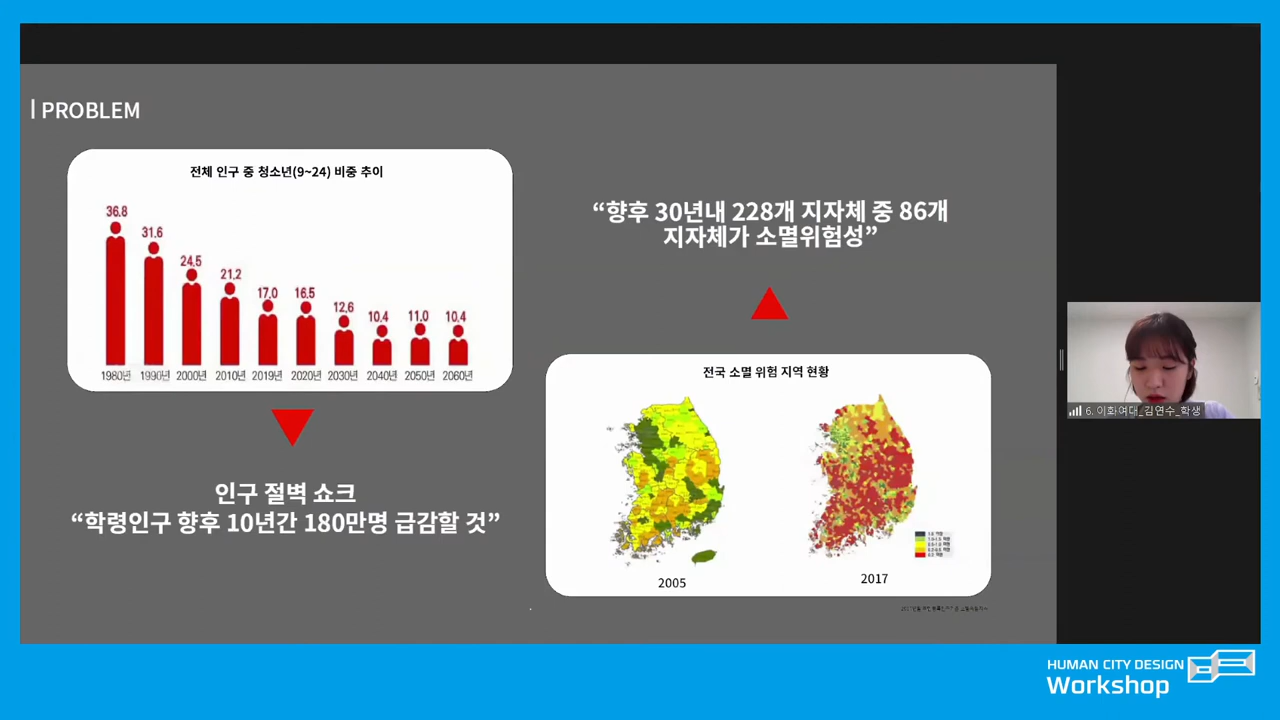 PROBLEM
전체 인구 중 청소년(9~24) 비중 추이
36.8
31.6
24.5
21.2
17.0
16.5
12.6
10.4
11.0
10.4
1980년
1990년
2000년
2010년
2019년
2020년
2030년
2040년
2050년
2060년
인구 절벽 쇼크
“학령인구 향후 10년간 180만명 급감할 것”
“향후 30년내 228개 지자체 중 86개
지자체가 소멸위험성”
전국 소멸 위험 지역 현황
2005
2017
6. 이화여대_김연수_학생
HUMAN CITY DESIGN
Workshop